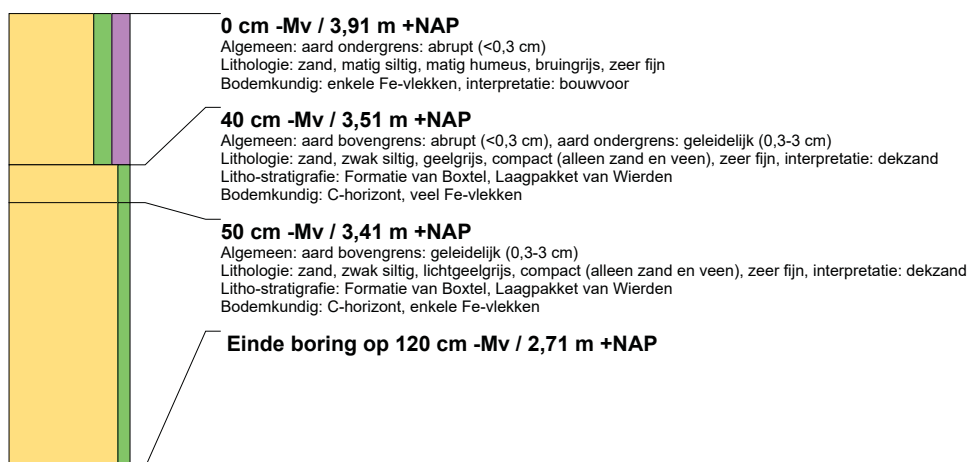 0 cm -Mv / 3,91 m +NAP
Algemeen: aard ondergrens: abrupt (<0,3 cm)
Lithologie: zand, matig siltig, matig humeus, bruingrijs, zeer fijn
Bodemkundig: enkele Fe-vlekken, interpretatie: bouwvoor
40 cm -Mv / 3,51 m +NAP
Algemeen: aard bovengrens: abrupt (<0,3 cm), aard ondergrens: geleidelijk (0,3-3 cm)
Lithologie: zand, zwak siltig, geelgrijs, compact (alleen zand en veen), zeer fijn, interpretatie: dekzand
Litho-stratigrafie: Formatie van Boxtel, Laagpakket van Wierden
Bodemkundig: C-horizont, veel Fe-vlekken
50 cm -Mv / 3,41 m +NAP
Algemeen: aard bovengrens: geleidelijk (0,3-3 cm)
Lithologie: zand, zwak siltig, lichtgeelgrijs, compact (alleen zand en veen), zeer fijn, interpretatie: dekzand
Litho-stratigrafie: Formatie van Boxtel, Laagpakket van Wierden
Bodemkundig: C-horizont, enkele Fe-vlekken
Einde boring op 120 cm -Mv / 2,71 m +NAP